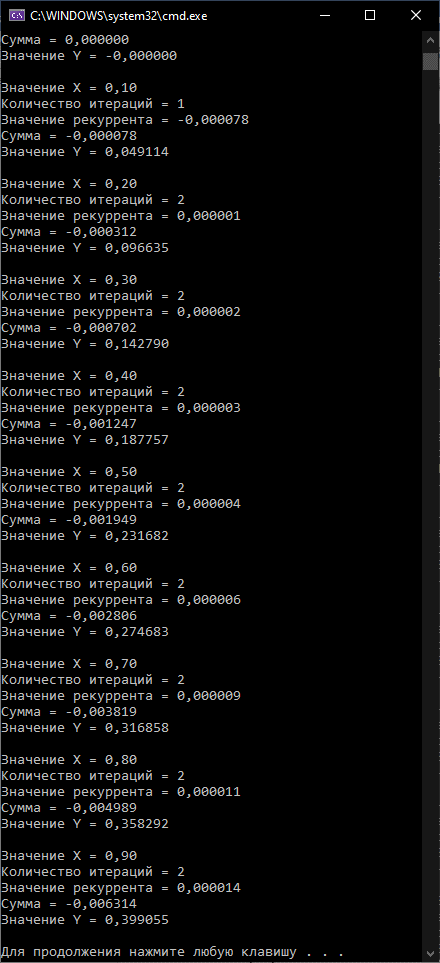 C:\WINDOWS\system32\cmd.exe
Сумма = 0,000000
Значение Y = -0,000000
Значение X = 0,10
Количество итераций = 1
Значение рекуррента = -0,000078
Сумма = -0,000078
Значение Y = 0,049114
Значение X = 0,20
Количество итераций = 2
Значение рекуррента = 0,000001
Сумма = -0,000312
Значение Y = 0,096635
Значение X = 0,30
Количество итераций = 2
Значение рекуррента = 0,000002
Сумма = -0,000702
Значение Y = 0,142790
Значение X = 0,40
Количество итераций = 2
Значение рекуррента = 0,000003
Сумма = -0,001247
Значение Y = 0,187757
Значение X = 0,50
Количество итераций = 2
Значение рекуррента = 0,000004
Сумма = -0,001949
Значение Y = 0,231682
Значение X = 0,60
Количество итераций = 2
Значение рекуррента = 0,000006
Сумма = -0,002806
Значение Y = 0,274683
Значение X = 0,70
Количество итераций = 2
Значение рекуррента = 0,000009
Сумма = -0,003819
Значение Y = 0,316858
Значение X = 0,80
Количество итераций = 2
Значение рекуррента = 0,000011
Сумма = -0,004989
Значение Y = 0,358292
Значение X = 0,90
Количество итераций = 2
Значение рекуррента = 0,000014
Сумма = -0,006314
Значение Y = 0,399055
Для продолжения нажмите любую клавишу . . .